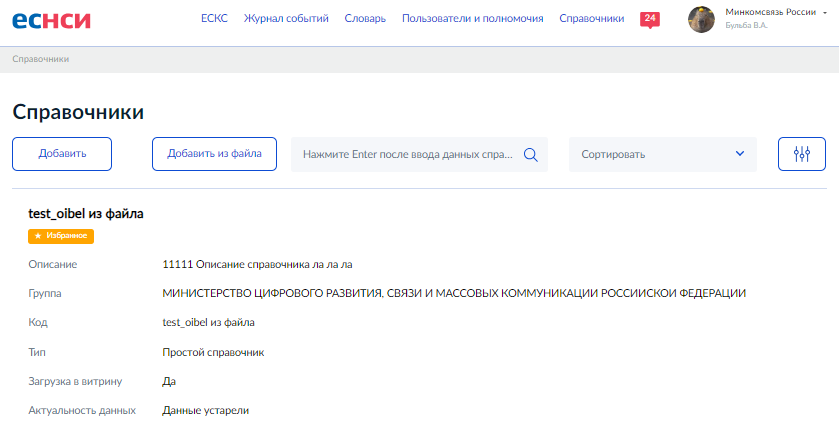 еснси
ЕСКС Журнал событий Словарь Пользователи и полномочия Справочники 24 Минкомсвязь России
Бульба В.А.
Справочники
Справочники
Добавить Добавить из файла Нажмите Enter после ввода данных спра... Сортировать
test_oibel из файла
★ Избранное
Описание 11111 Описание справочника ла ла ла
Группа МИНИСТЕРСТВО ЦИФРОВОГО РАЗВИТИЯ, СВЯЗИ И МАССОВЫХ КОММУНИКАЦИИ РОССИИСКОИ ФЕДЕРАЦИИ
Код test_oibel из файла
Тип Простой справочник
Загрузка в витрину Да
Актуальность данных Данные устарели